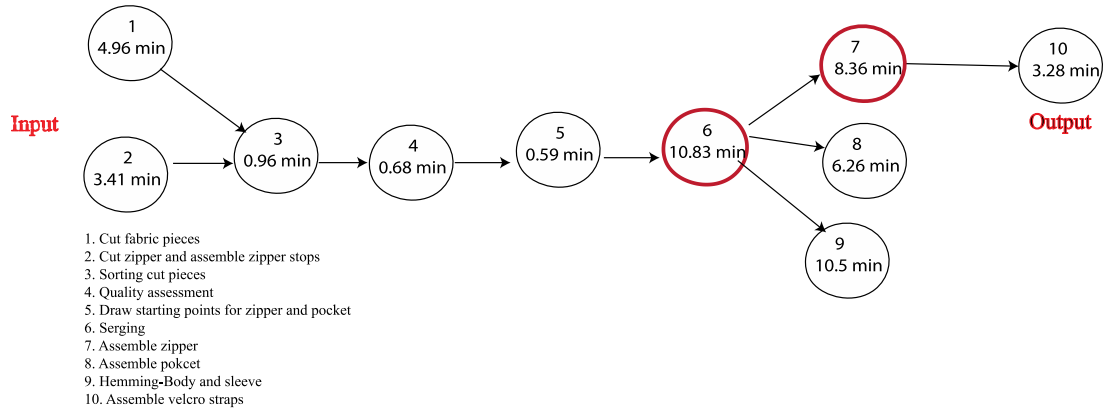 1
4.96 min
Input
2
3.41 min
3
0.96 min
4
0.68 min
5
0.59 min
6
10.83 min
7
8.36 min
8
6.26 min
9
10.5 min
10
3.28 min
Output
1. Cut fabric pieces
2. Cut zipper and assemble zipper stops
3. Sorting cut pieces
4. Quality assessment
5. Draw starting points for zipper and pocket
6. Serging
7. Assemble zipper
8. Assemble pokcet
9. Hemming-Body and sleeve
10. Assemble velcro straps